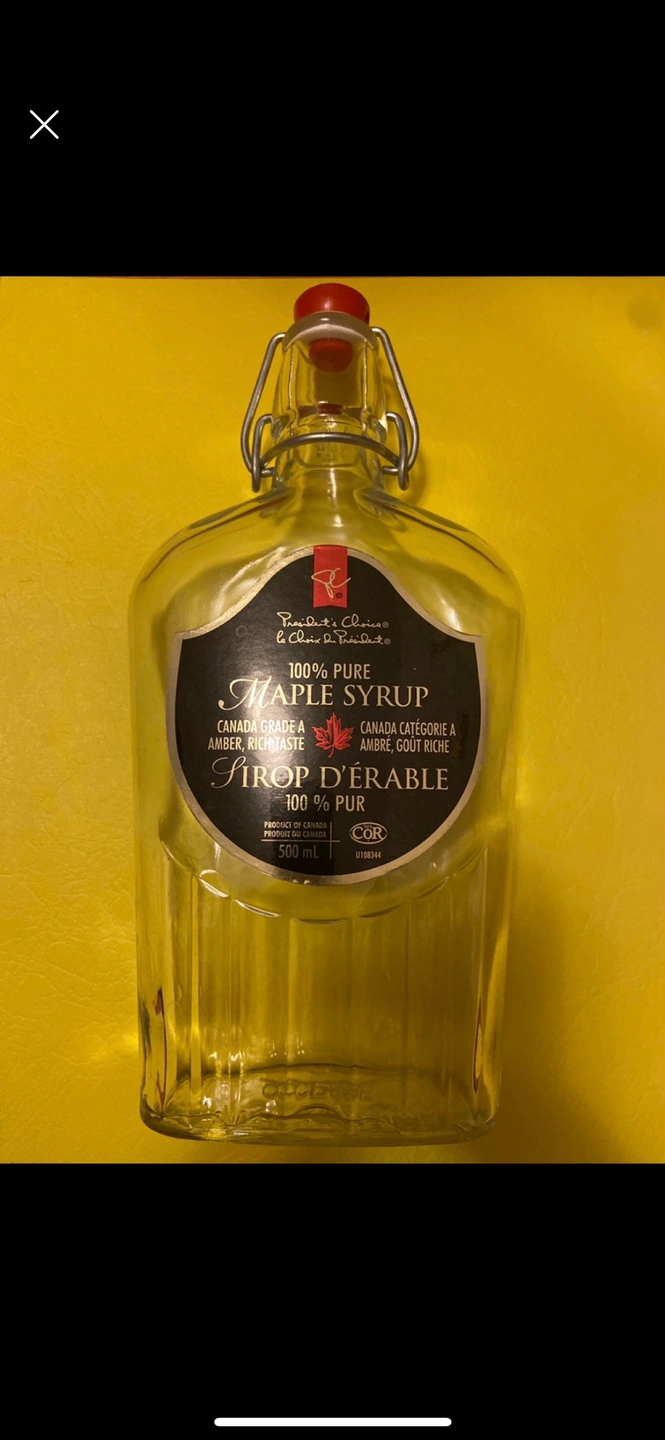 PC®
President's Choice®
le Choix du Président®
100% PURE
MAPLE SYRUP
CANADA GRADE A
AMBER, RICH TASTE
CANADA CATÉGORIE A
AMBRÉ, GOÛT RICHE
SIROP D'ÉRABLE
100 % PUR
PRODUCT OF CANADA
PRODUIT DU CANADA
500 mL
COR
U108344